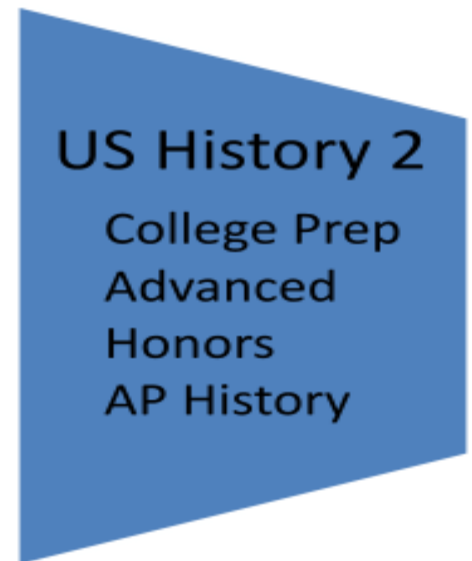 US History 2
College Prep
Advanced
Honors
AP History